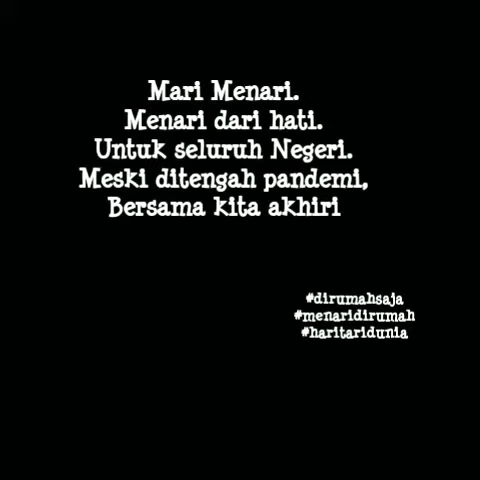 Mari Menari.
Menari dari hati.
Untuk seluruh Negeri.
Meski ditengah pandemi,
Bersama kita akhiri
#dirumahsaja
#menaridirumah
#haritaridunia